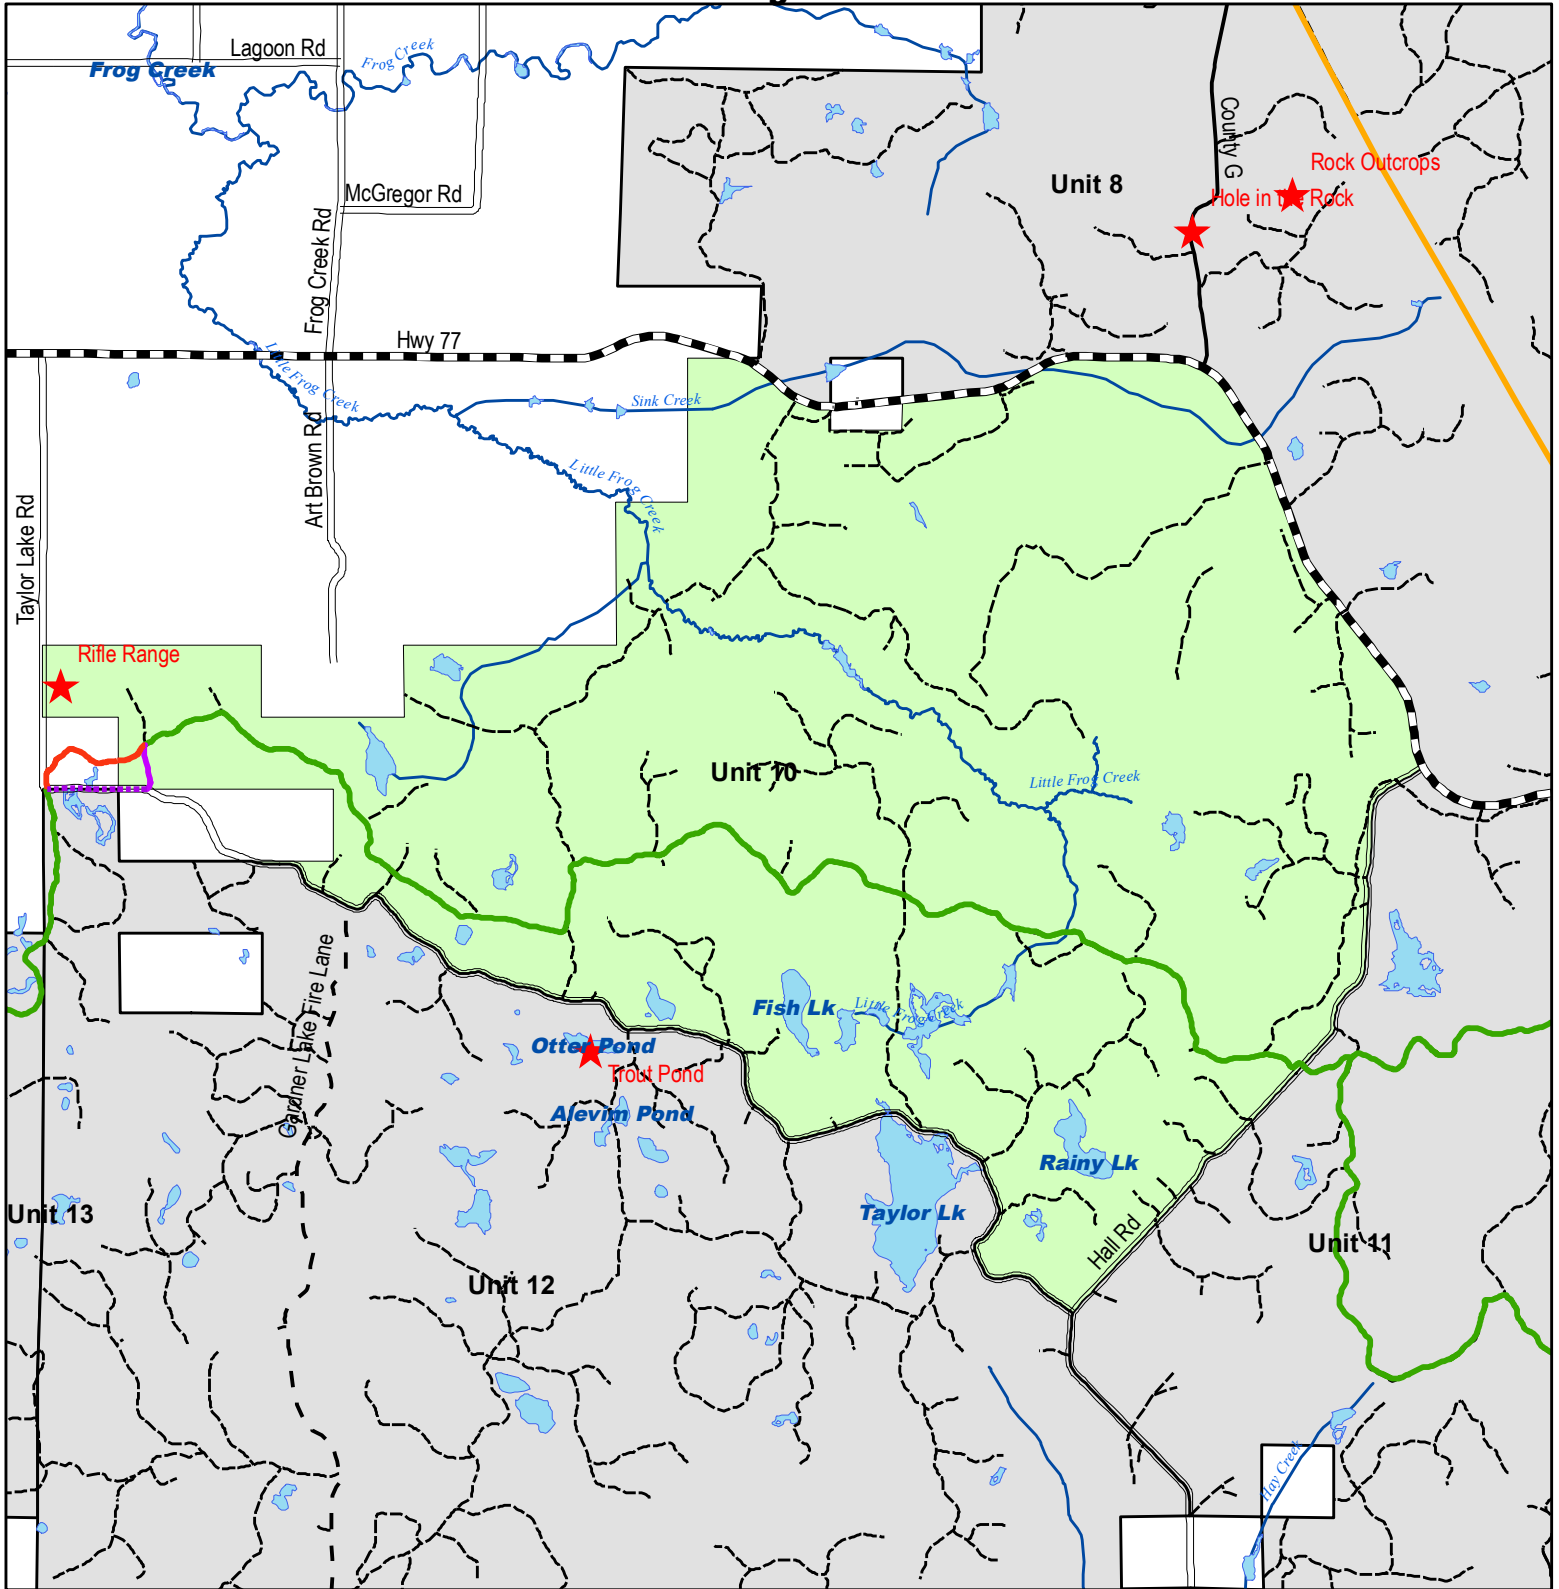 Lagoon Rd
Frog Creek
Frog Creek
County G
Rock Outcrops
Unit 8
McGregor Rd
Hole in the Rock
Frog Creek Rd
Hwy 77
Little Frog Creek
Sink Creek
Art Brown Rd
Little Frog Creek
Taylor Lake Rd
Rifle Range
Unit 10
Little Frog Creek
Gardner Lake Fire Lane
Fish Lk
Little Frog Creek
Otter Pond
Trout Pond
Alevim Pond
Rainy Lk
Unit 13
Taylor Lk
Hall Rd
Unit 11
Unit 12
Hay Creek